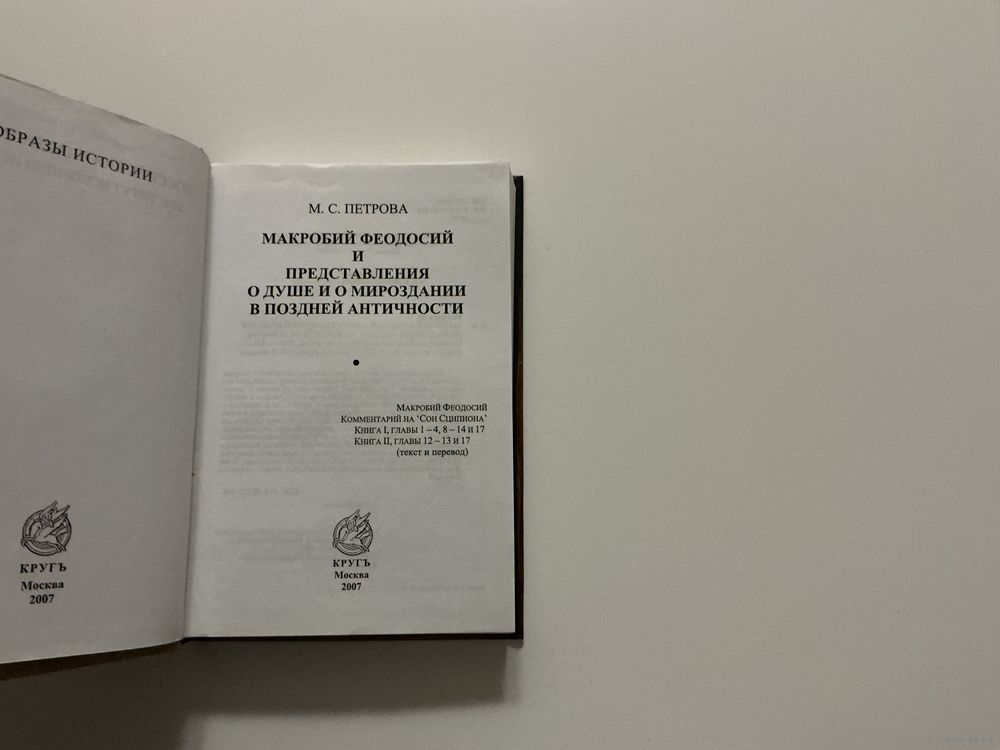 ОБРАЗЫ ИСТОРИИ
КРУГЪ
Москва
2007
М. С. ПЕТРОВА
МАКРОБИЙ ФЕОДОСИЙ
И
ПРЕДСТАВЛЕНИЯ
О ДУШЕ И О МИРОЗДАНИИ
В ПОЗДНЕЙ АНТИЧНОСТИ
•
МАКРОБИЙ ФЕОДОСИЙ
КОММЕНТАРИЙ НА ‘СОН СЦИПИОНА’
КНИГА I, ГЛАВЫ 1 – 4, 8 – 14 И 17
КНИГА II, ГЛАВЫ 12 – 13 И 17
(текст и перевод)
КРУГЪ
Москва
2007